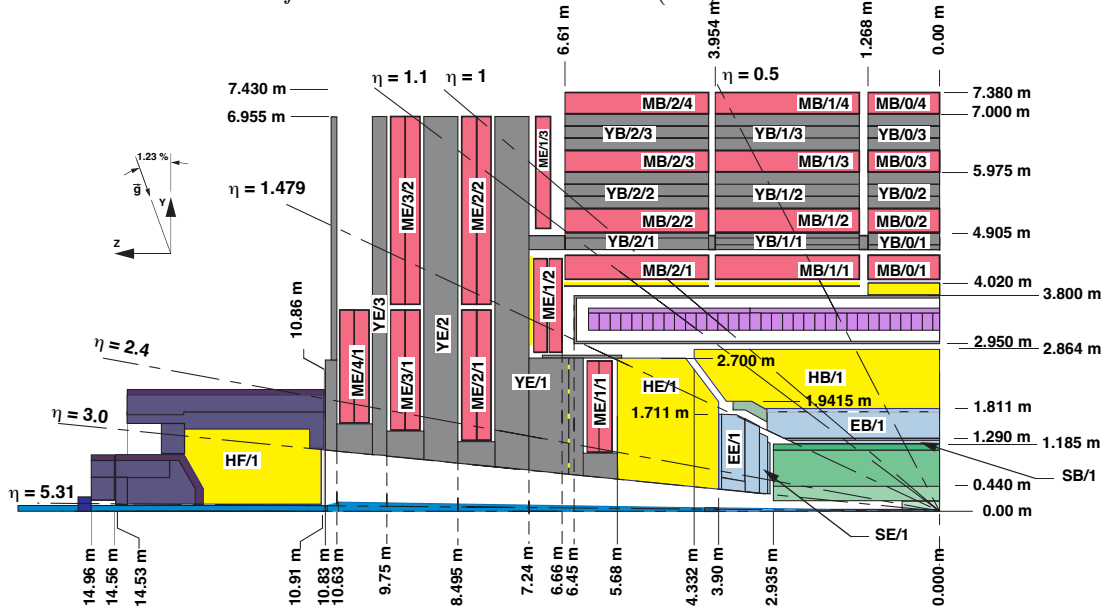 6.61 m
3.954 m
1.268 m
0.00 m
7.430 m
η = 1.1
η = 1
η = 0.5
7.380 m
6.955 m
MB/2/4
MB/1/4
MB/0/4
7.000 m
ME/1/3
YB/2/3
YB/1/3
YB/0/3
1.23 %
g
Y
Z
MB/2/3
MB/1/3
MB/0/3
5.975 m
η = 1.479
ME/3/2
ME/2/2
YB/2/2
YB/1/2
YB/0/2
MB/2/2
MB/1/2
MB/0/2
4.905 m
YB/2/1
YB/1/1
YB/0/1
MB/2/1
MB/1/1
MB/0/1
4.020 m
10.86 m
YE/3
ME/1/2
3.800 m
YE/2
η = 2.4
ME/4/1
ME/3/1
ME/2/1
2.950 m
2.864 m
2.700 m
YE/1
ME/1/1
HE/1
HB/1
1.9415 m
1.711 m
1.811 m
η = 3.0
EE/1
EB/1
1.290 m
1.185 m
HF/1
SB/1
0.440 m
η = 5.31
0.00 m
SE/1
14.96 m
14.56 m
14.53 m
10.91 m
10.83 m
10.63 m
9.75 m
8.495 m
7.24 m
6.66 m
6.45 m
5.68 m
4.332 m
3.90 m
2.935 m
0.000 m